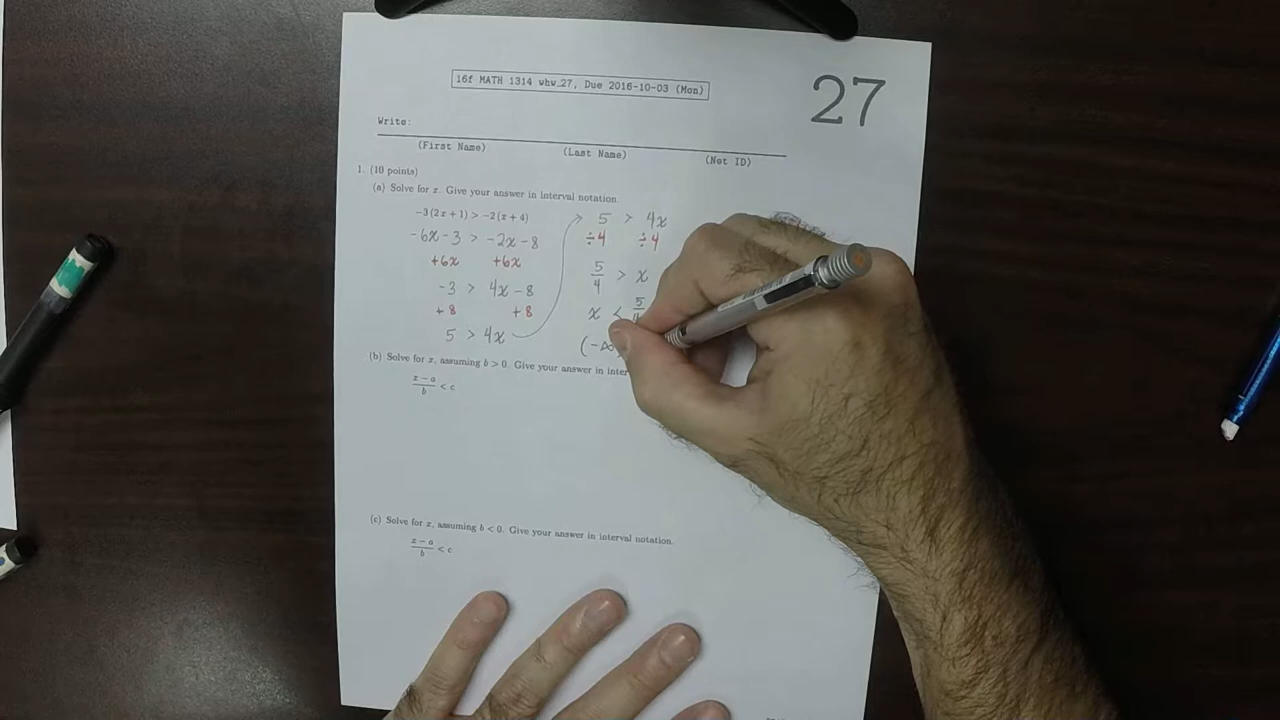 16f MATH 1314 whw_27, Due 2016-10-03 (Mon)
27
Write:
(First Name) (Last Name) (Not ID)
1. (10 points)
(a) Solve for x. Give your answer in interval notation.
−3(2x + 1) > −2(x + 4)
-6x - 3 > -2x - 8
+6x +6x
-3 > 4x - 8
+8 +8
5 > 4x
5 > 4x
÷4 ÷4
5/4 > x
x < 5/4
(-∞
(b) Solve for x, assuming b > 0. Give your answer in inter
(x − a)/b < c
(c) Solve for x, assuming b < 0. Give your answer in interval notation.
(x − a)/b < c